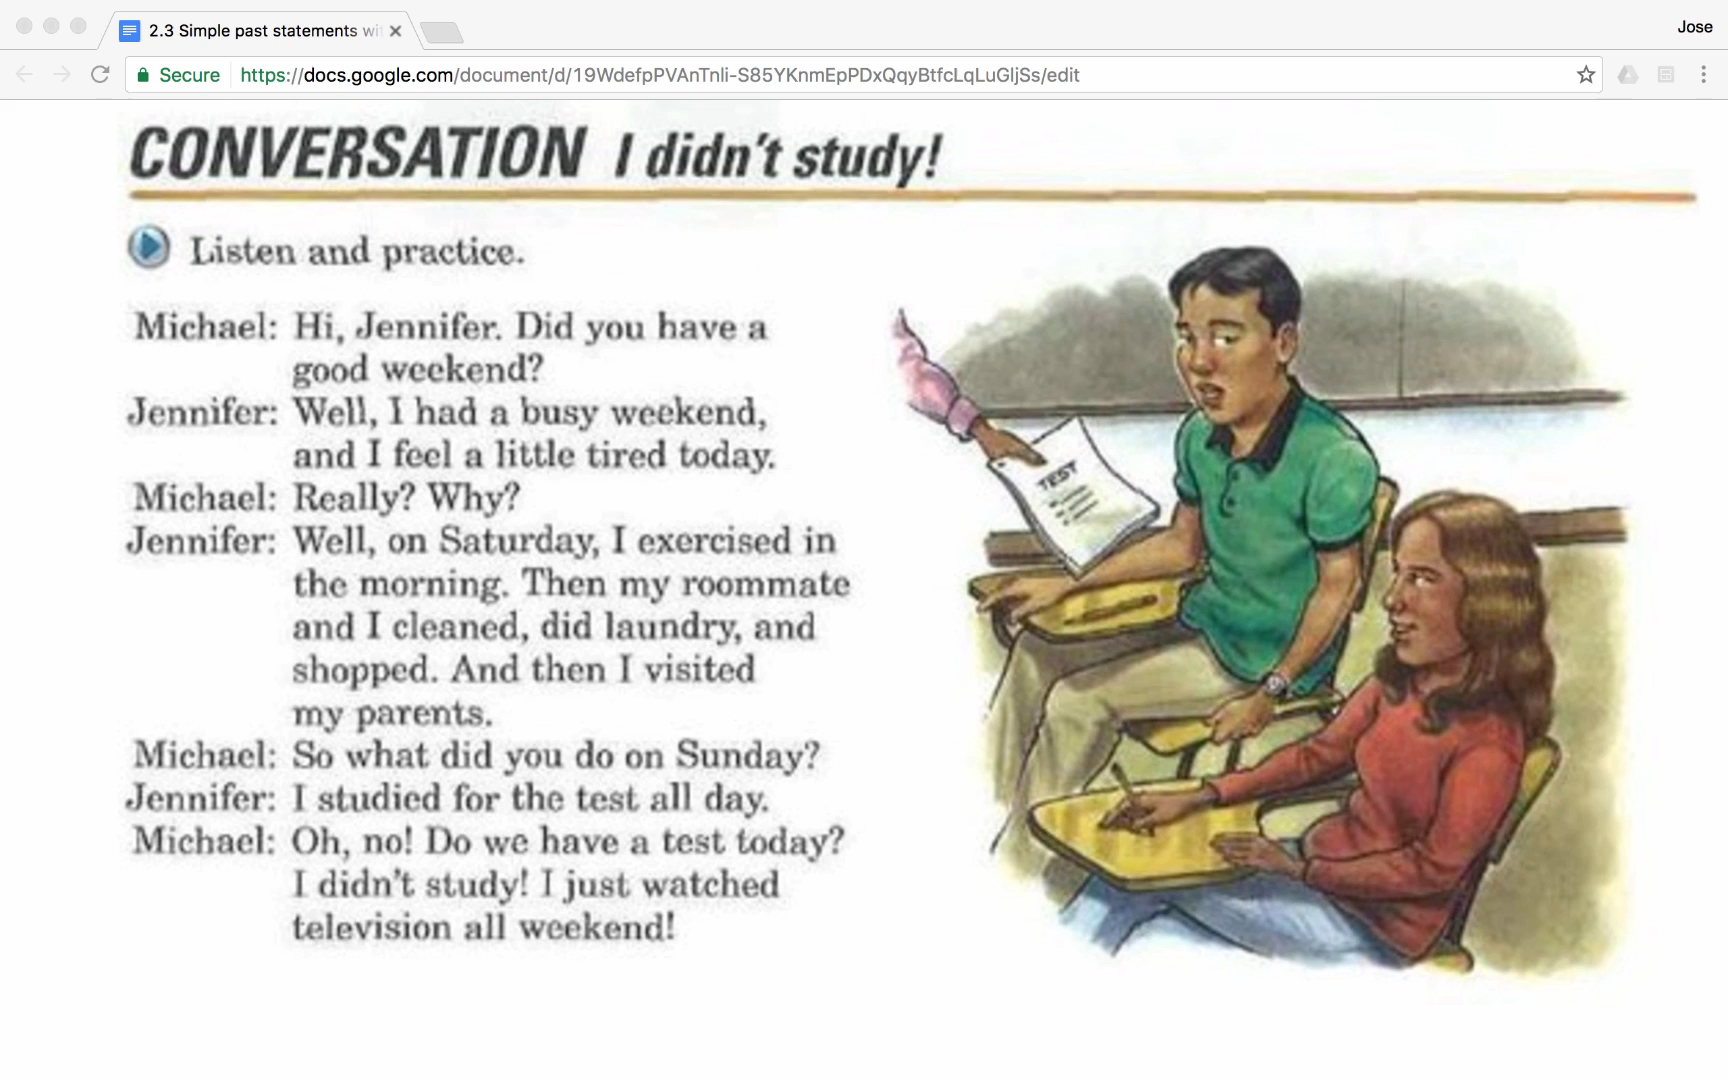 2.3 Simple past statements wi
Jose
Secure https://docs.google.com/document/d/19WdefpPVAnTnli-S85YKnmEpPDxQqyBtfcLqLuGljSs/edit
CONVERSATION I didn't study!
Listen and practice.
Michael: Hi, Jennifer. Did you have a
good weekend?
Jennifer: Well, I had a busy weekend,
and I feel a little tired today.
Michael: Really? Why?
Jennifer: Well, on Saturday, I exercised in
the morning. Then my roommate
and I cleaned, did laundry, and
shopped. And then I visited
my parents.
Michael: So what did you do on Sunday?
Jennifer: I studied for the test all day.
Michael: Oh, no! Do we have a test today?
I didn't study! I just watched
television all weekend!
TEST